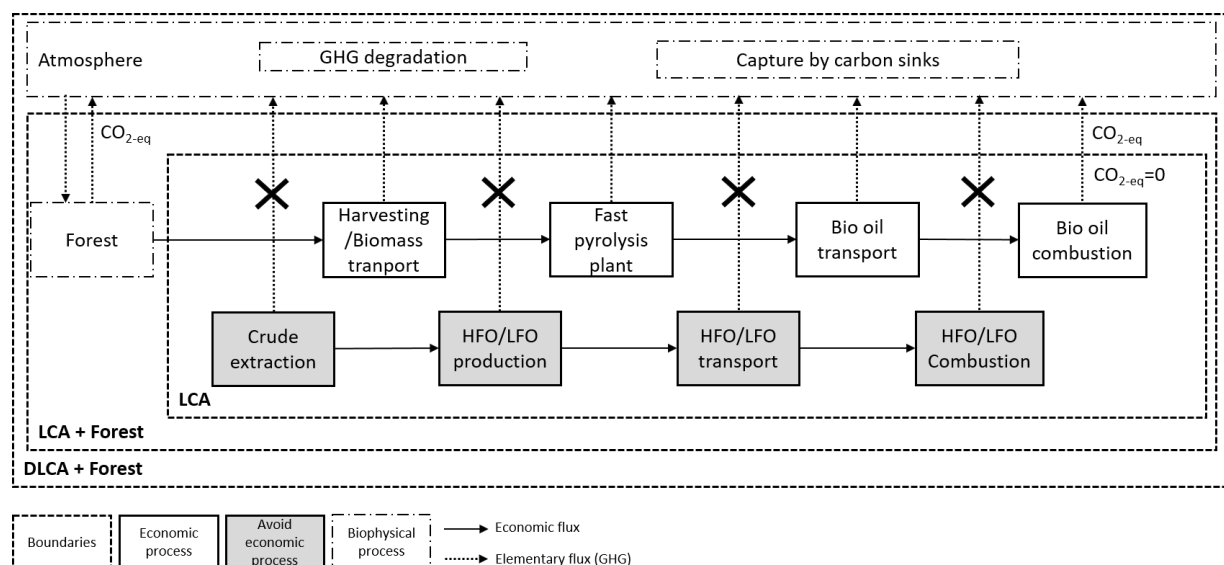 Atmosphere
GHG degradation
Capture by carbon sinks
CO2-eq
CO2-eq
CO2-eq=0
Forest
Harvesting
/Biomass
tranport
Fast
pyrolysis
plant
Bio oil
transport
Bio oil
combustion
Crude
extraction
HFO/LFO
production
HFO/LFO
transport
HFO/LFO
Combustion
LCA
LCA + Forest
DLCA + Forest
Boundaries
Economic
process
Avoid
economic
process
Biophysical
process
Economic flux
Elementary flux (GHG)